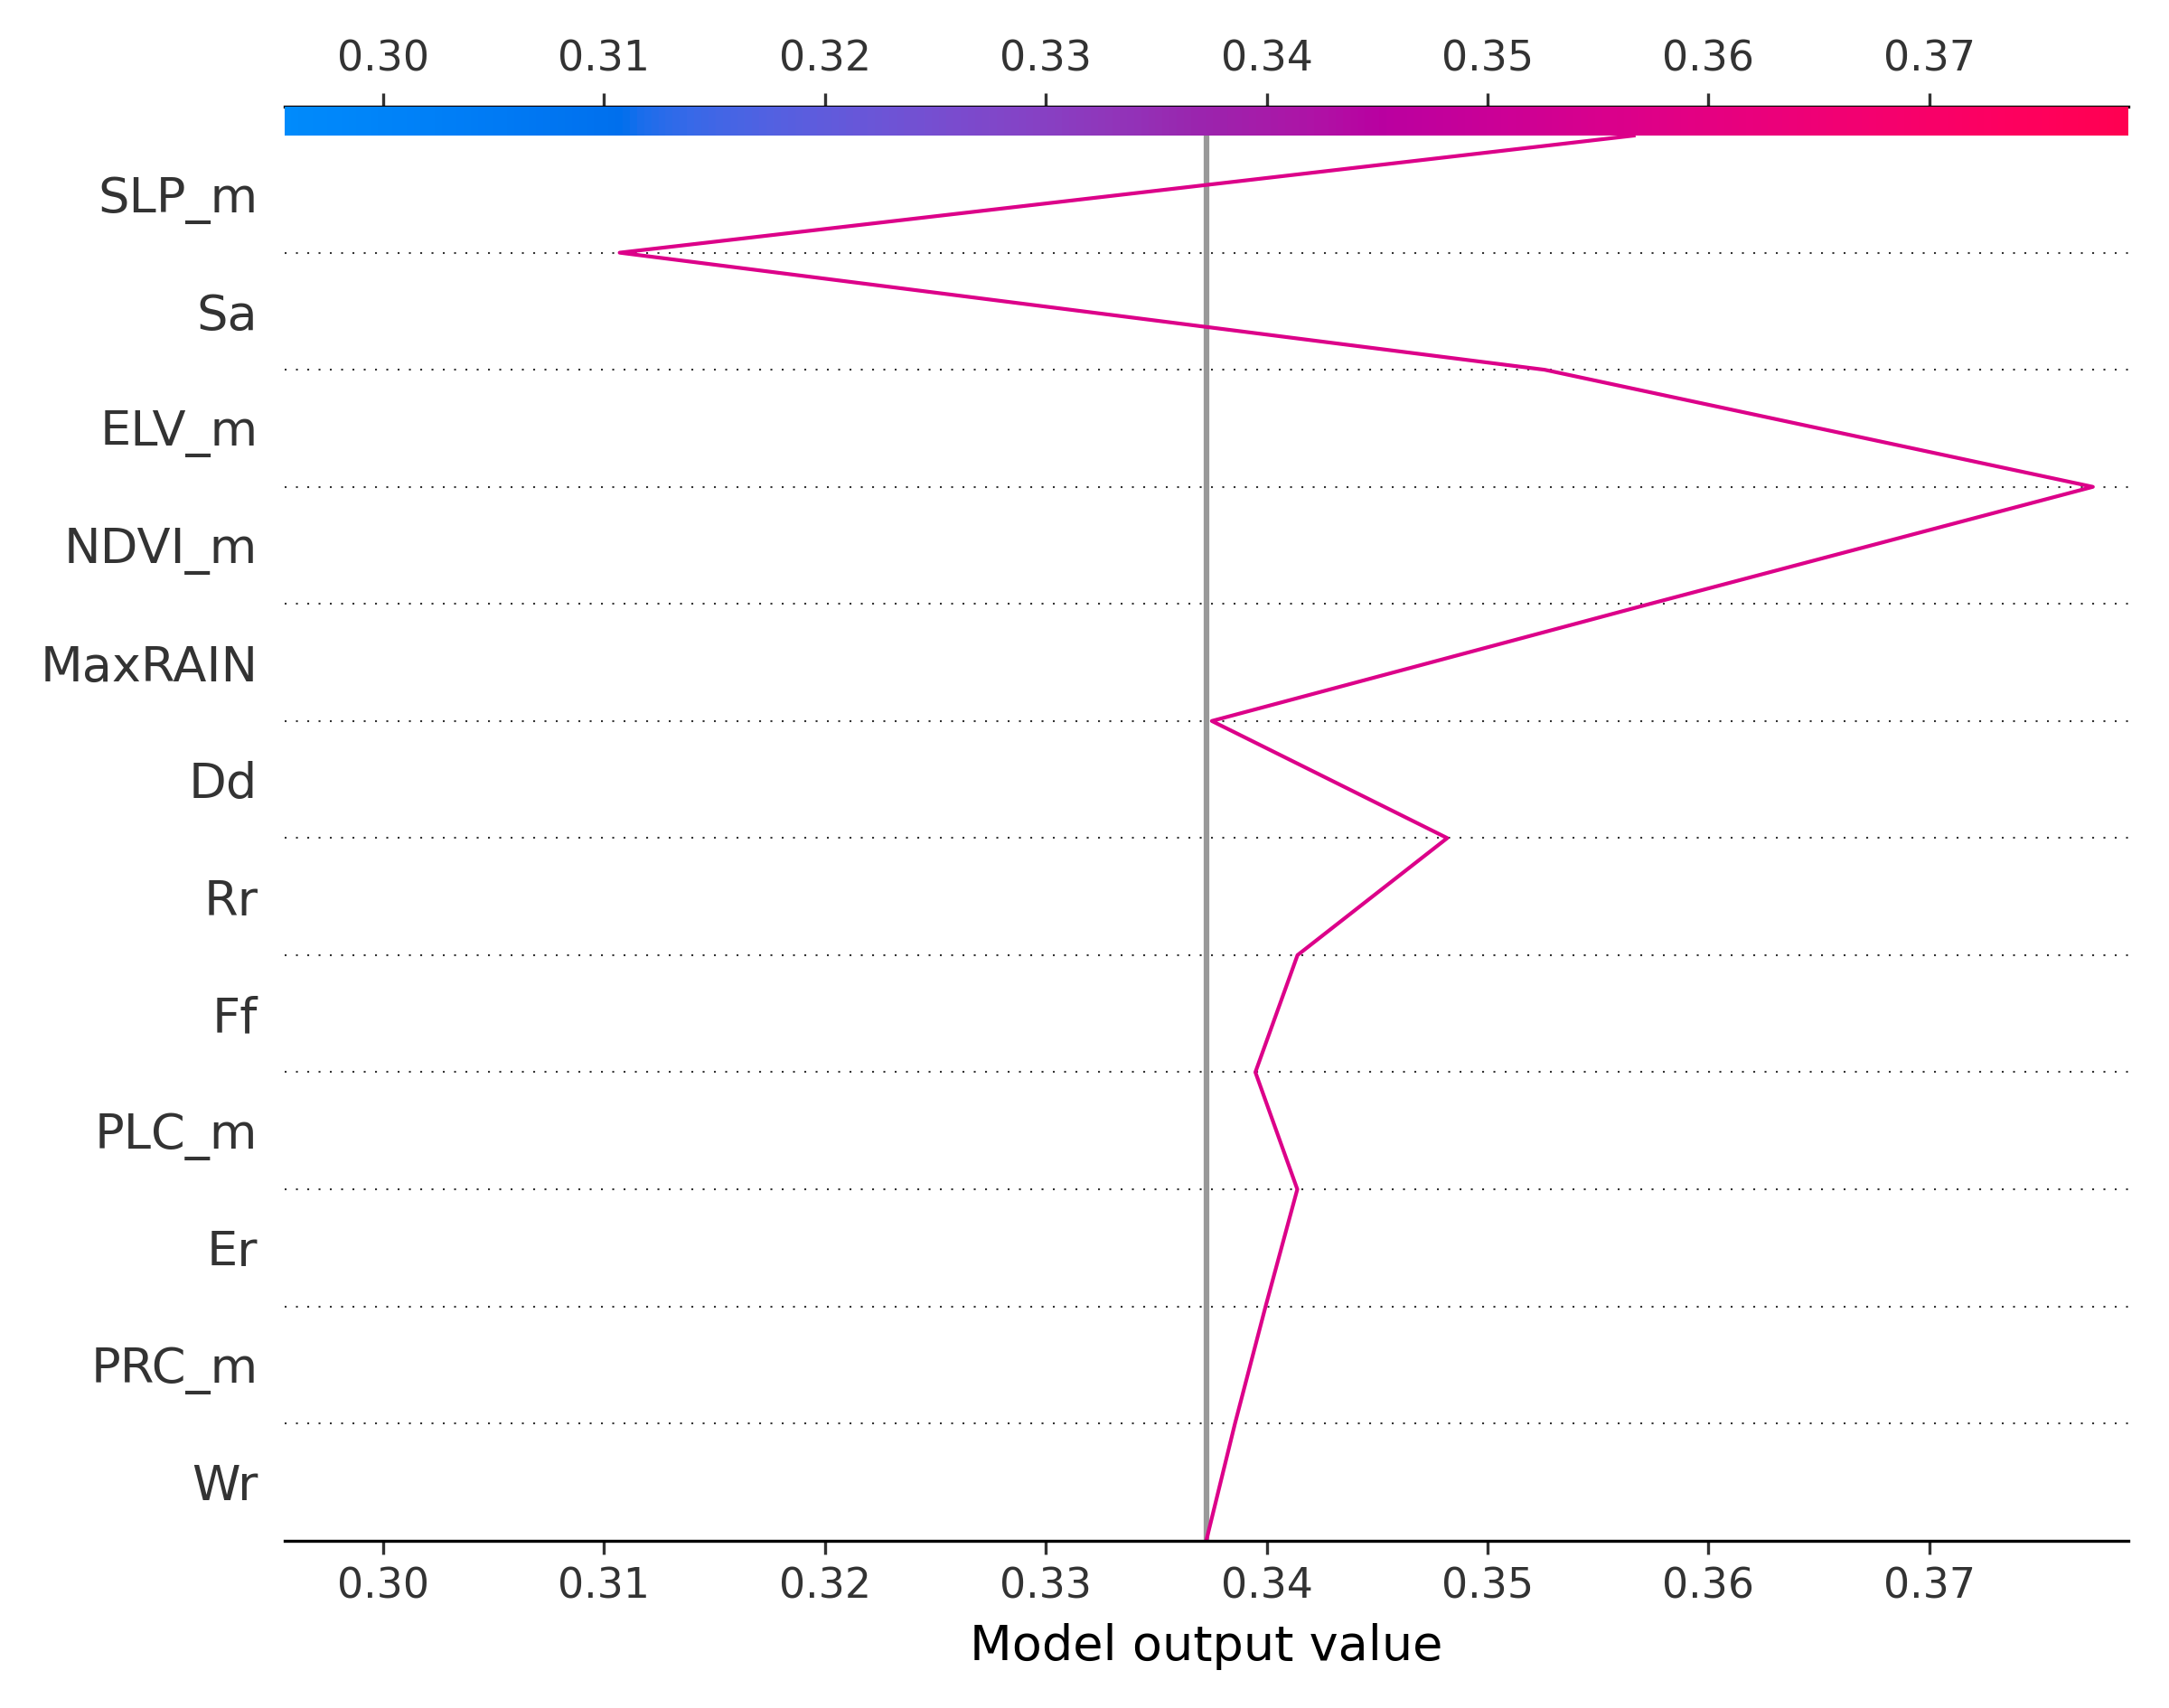 0.30 0.31 0.32 0.33 0.34 0.35 0.36 0.37
SLP_m
Sa
ELV_m
NDVI_m
MaxRAIN
Dd
Rr
Ff
PLC_m
Er
PRC_m
Wr
0.30 0.31 0.32 0.33 0.34 0.35 0.36 0.37
Model output value